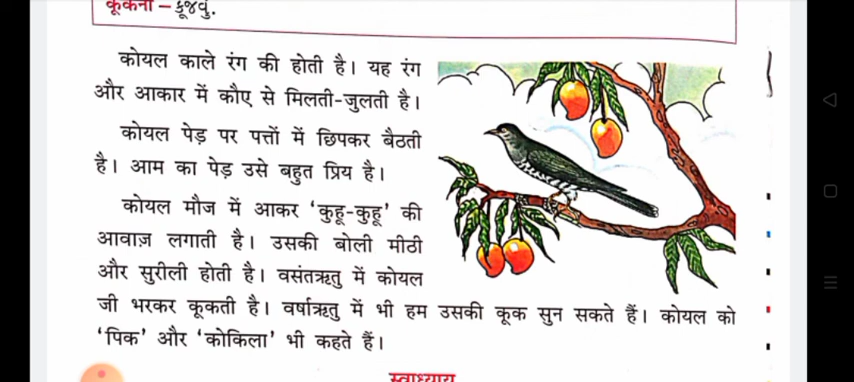 कूकना – કૂજવું.
कोयल काले रंग की होती है। यह रंग
और आकार में कौए से मिलती-जुलती है।
कोयल पेड़ पर पत्तों में छिपकर बैठती
है। आम का पेड़ उसे बहुत प्रिय है।
कोयल मौज में आकर ‘कुहू-कुहू’ की
आवाज़ लगाती है। उसकी बोली मीठी
और सुरीली होती है। वसंतऋतु में कोयल
जी भरकर कूकती है। वर्षाऋतु में भी हम उसकी कूक सुन सकते हैं। कोयल को
‘पिक’ और ‘कोकिला’ भी कहते हैं।
स्वाध्याय